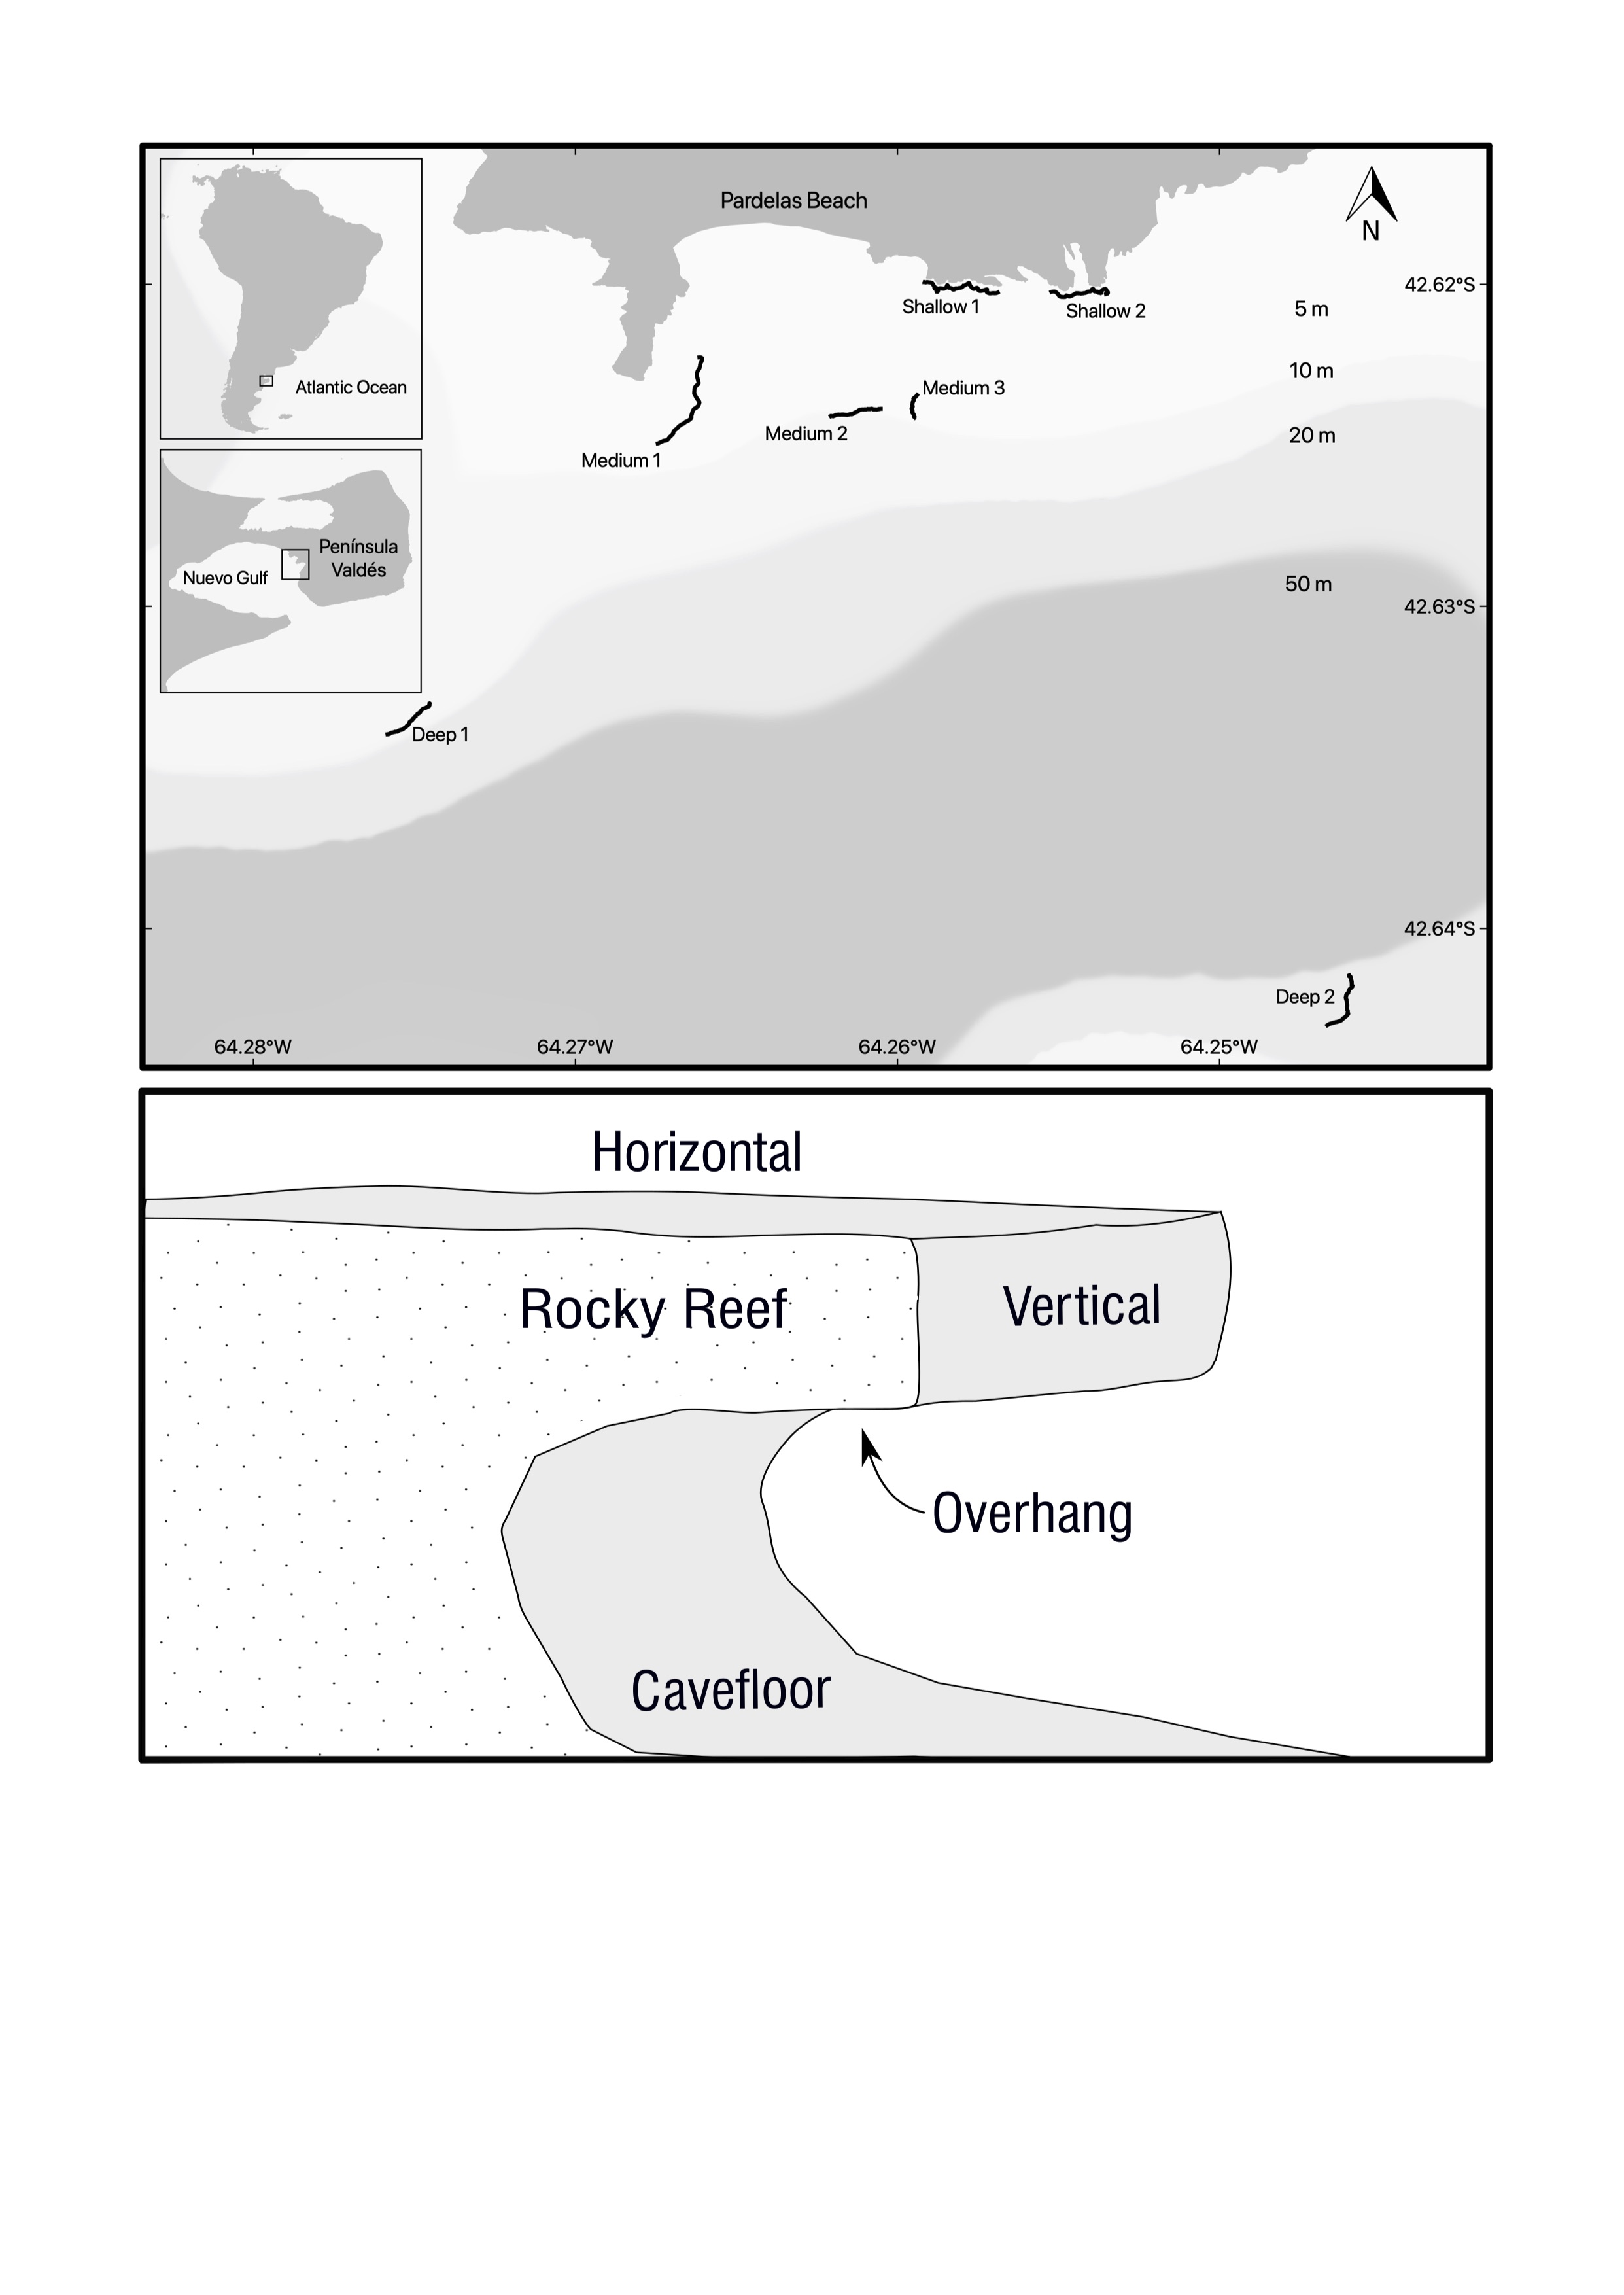 Pardelas Beach
N
Atlantic Ocean
42.62°S
Shallow 1
Shallow 2
5 m
10 m
Medium 3
Medium 2
20 m
Medium 1
Península
Valdés
Nuevo Gulf
50 m
42.63°S
Deep 1
42.64°S
Deep 2
64.28°W
64.27°W
64.26°W
64.25°W
Horizontal
Rocky Reef
Vertical
Overhang
Cavefloor